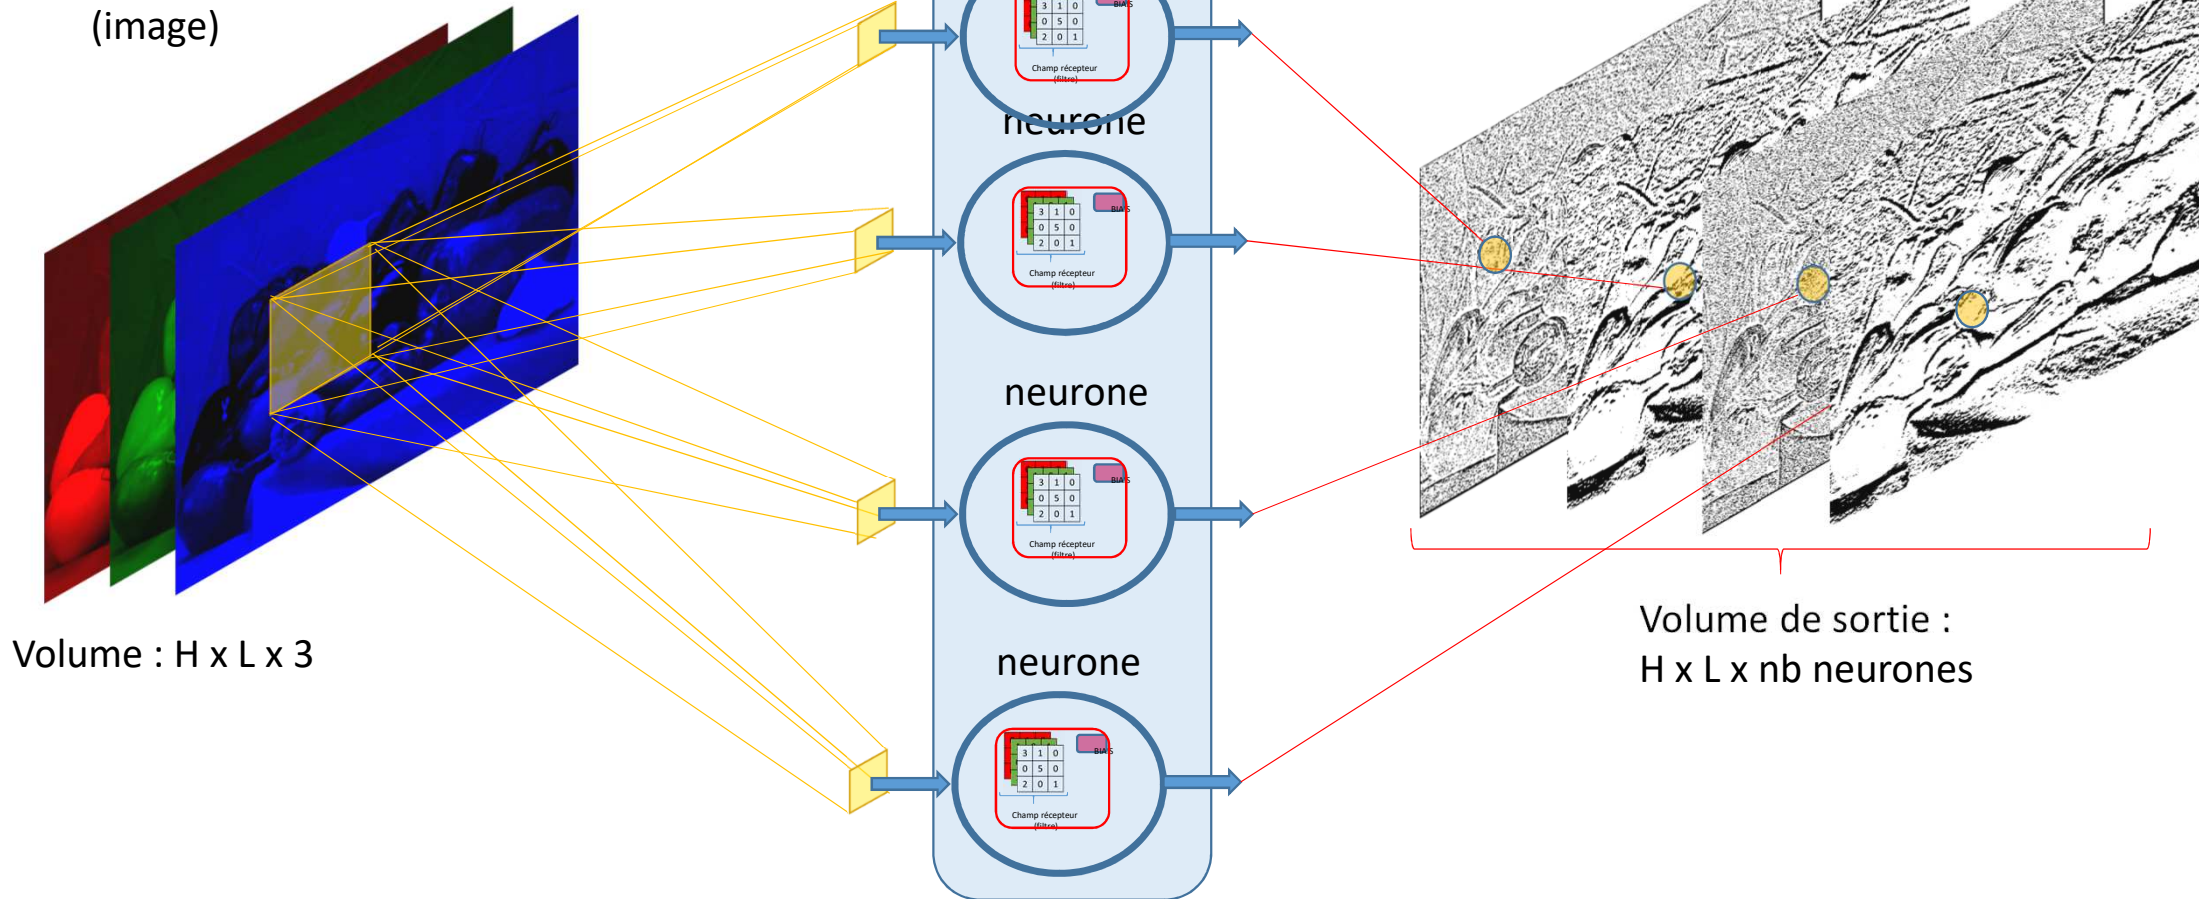 (image)
3 1 0
0 5 0
2 0 1
BIAIS
Champ récepteur
(filtre)
neurone
3 1 0
0 5 0
2 0 1
BIAIS
Champ récepteur
(filtre)
neurone
3 1 0
0 5 0
2 0 1
BIAIS
Champ récepteur
(filtre)
neurone
3 1 0
0 5 0
2 0 1
BIAIS
Champ récepteur
(filtre)
Volume : H x L x 3
Volume de sortie :
H x L x nb neurones